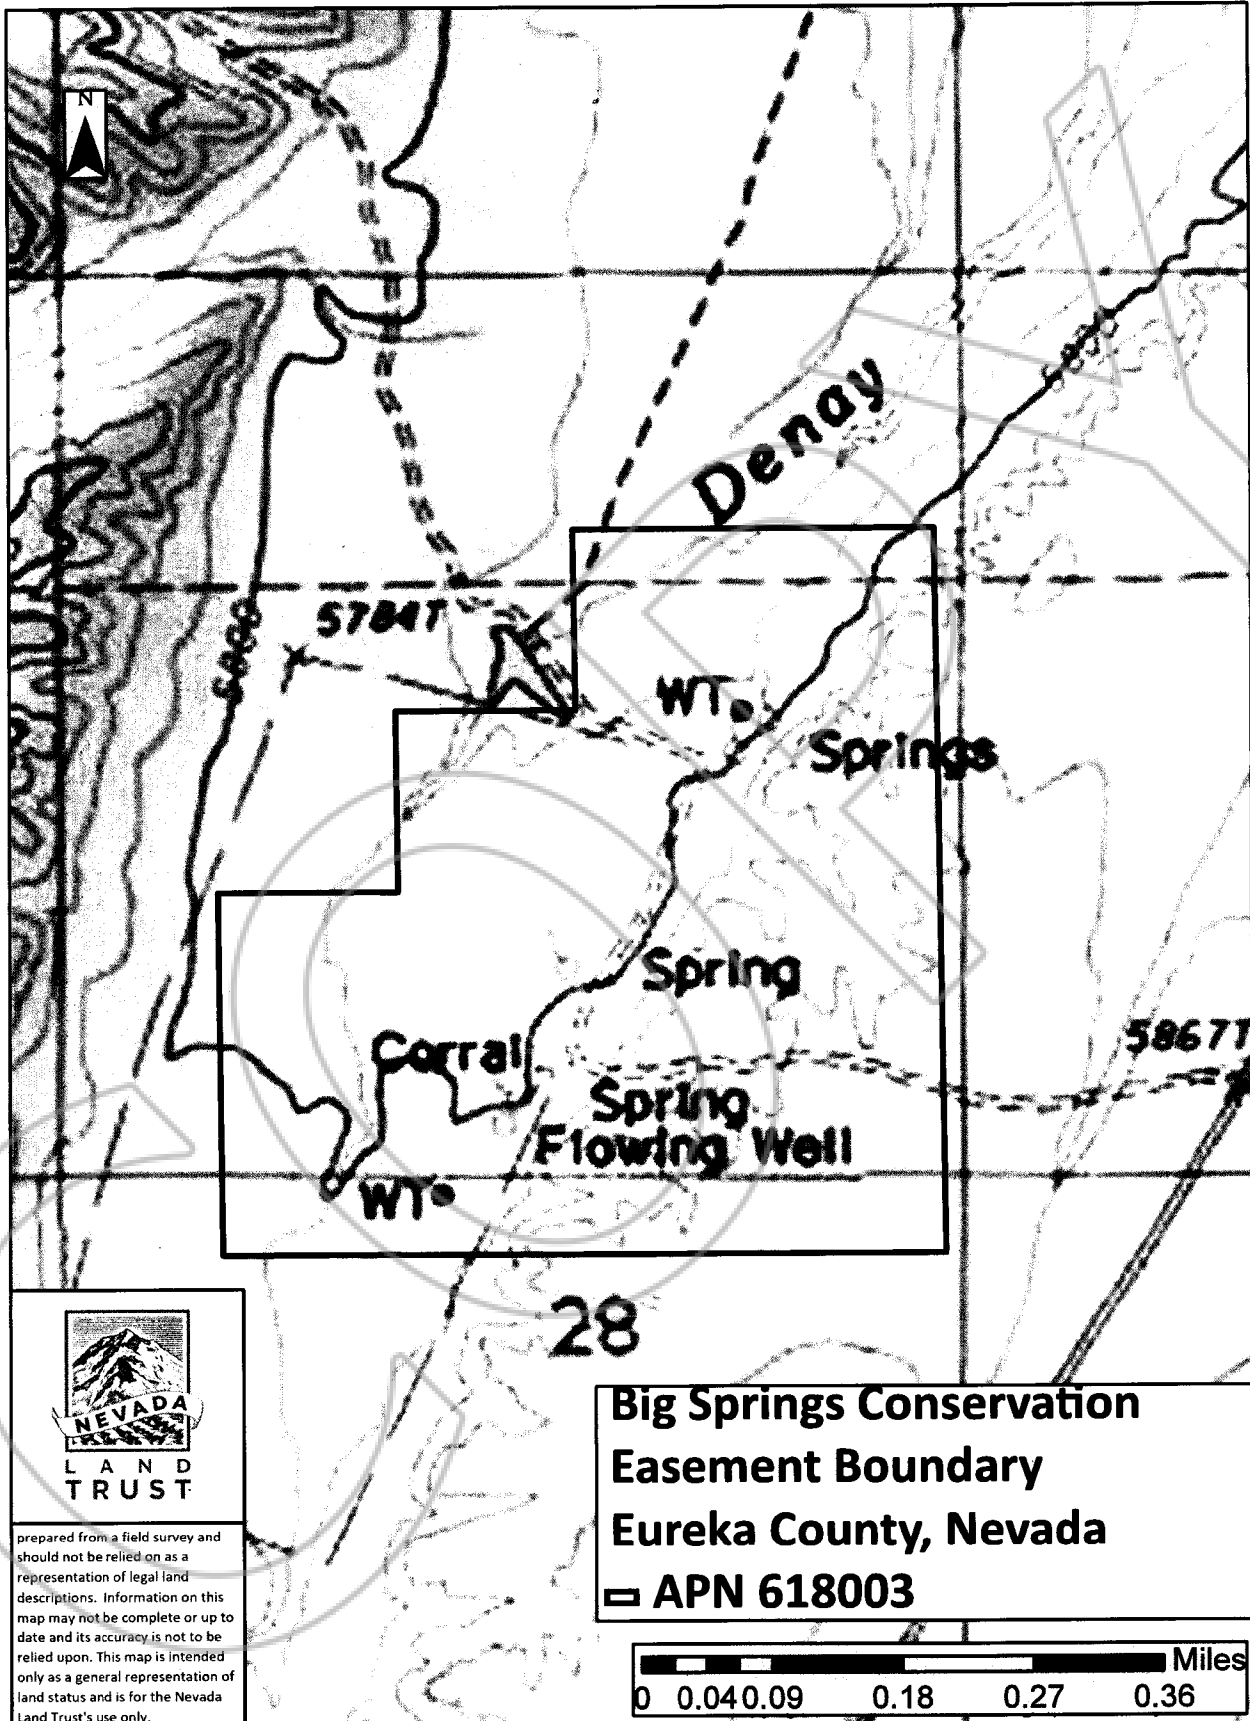 N
Denay
6800
5784T
6800
WT
Springs
Spring
5867T
Corral
Spring
Flowing Well
WT
28
NEVADA
LAND
TRUST
prepared from a field survey and
should not be relied on as a
representation of legal land
descriptions. Information on this
map may not be complete or up to
date and its accuracy is not to be
relied upon. This map is intended
only as a general representation of
land status and is for the Nevada
Land Trust's use only.
Big Springs Conservation
Easement Boundary
Eureka County, Nevada
APN 618003
Miles
0 0.04 0.09 0.18 0.27 0.36